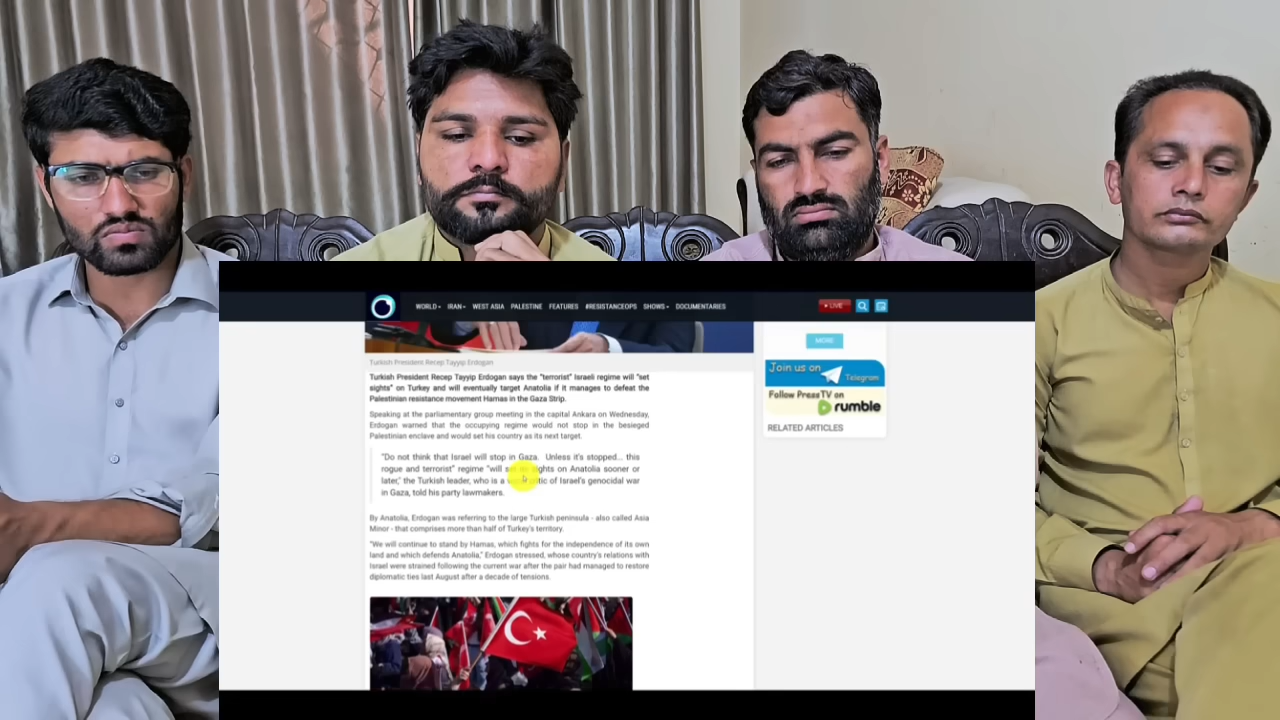 WORLD IRAN WEST ASIA PALESTINE FEATURES #RESISTANCEOPS SHOWS DOCUMENTARIES
LIVE
Turkish President Recep Tayyip Erdogan
Turkish President Recep Tayyip Erdogan says the "terrorist" Israeli regime will "set
sights" on Turkey and will eventually target Anatolia if it manages to defeat the
Palestinian resistance movement Hamas in the Gaza Strip.
Speaking at the parliamentary group meeting in the capital Ankara on Wednesday,
Erdogan warned that the occupying regime would not stop in the besieged
Palestinian enclave and would set his country as its next target.
"Do not think that Israel will stop in Gaza. Unless it's stopped... this
rogue and terrorist" regime "will set its sights on Anatolia sooner or
later," the Turkish leader, who is a critic of Israel's genocidal war
in Gaza, told his party lawmakers.
By Anatolia, Erdogan was referring to the large Turkish peninsula - also called Asia
Minor - that comprises more than half of Turkey's territory.
"We will continue to stand by Hamas, which fights for the independence of its own
land and which defends Anatolia," Erdogan stressed, whose country's relations with
Israel were strained following the current war after the pair had managed to restore
diplomatic ties last August after a decade of tensions.
MORE
Join us on
Telegram
Follow PressTV on
rumble
RELATED ARTICLES